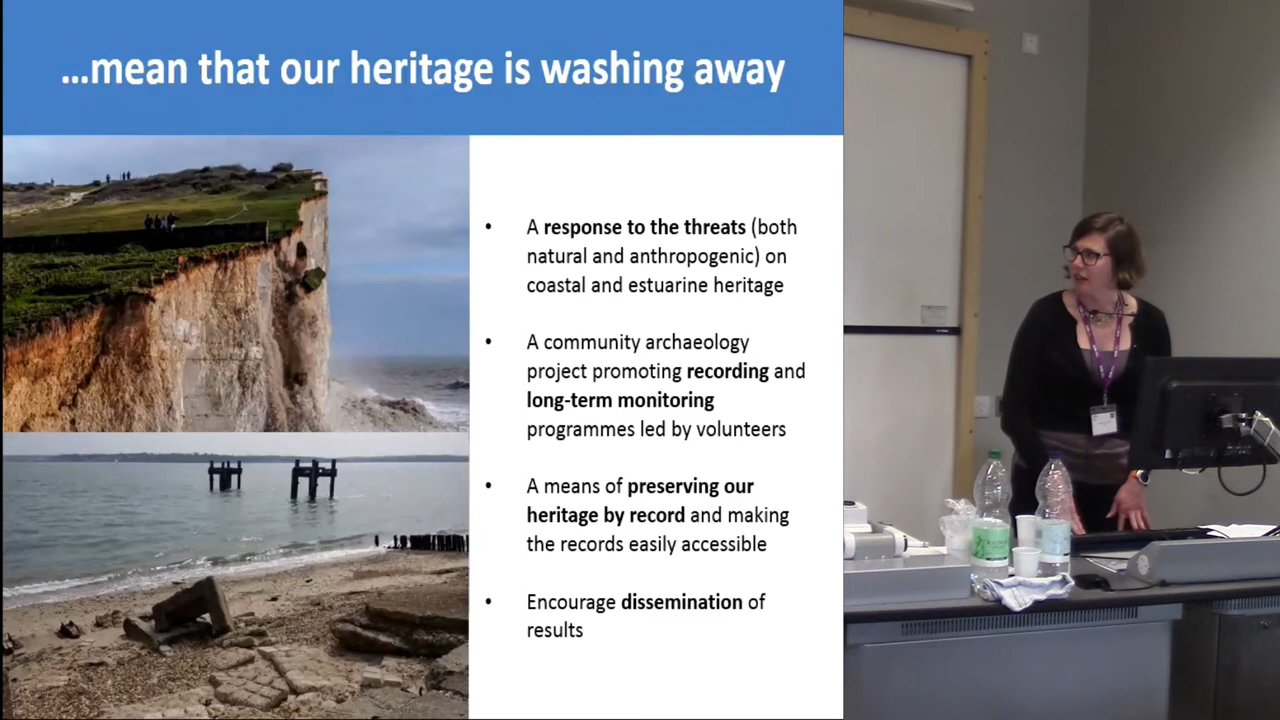 ...mean that our heritage is washing away
• A response to the threats (both
natural and anthropogenic) on
coastal and estuarine heritage
• A community archaeology
project promoting recording and
long-term monitoring
programmes led by volunteers
• A means of preserving our
heritage by record and making
the records easily accessible
• Encourage dissemination of
results